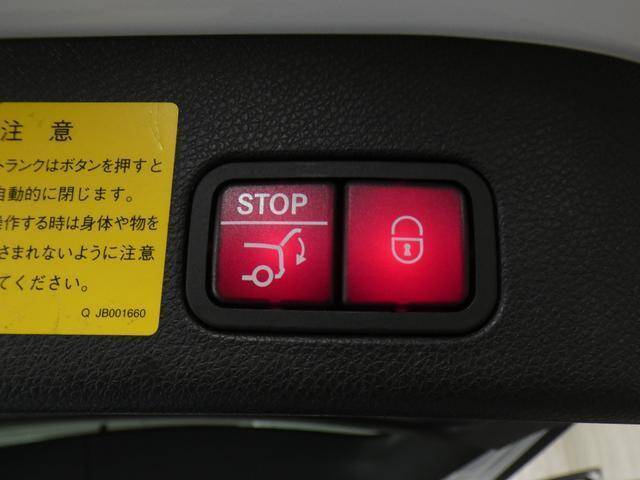 注 意
トランクはボタンを押すと
自動的に閉じます。
操作する時は身体や物を
さまれないように注意
てください。
Q JB001660
STOP